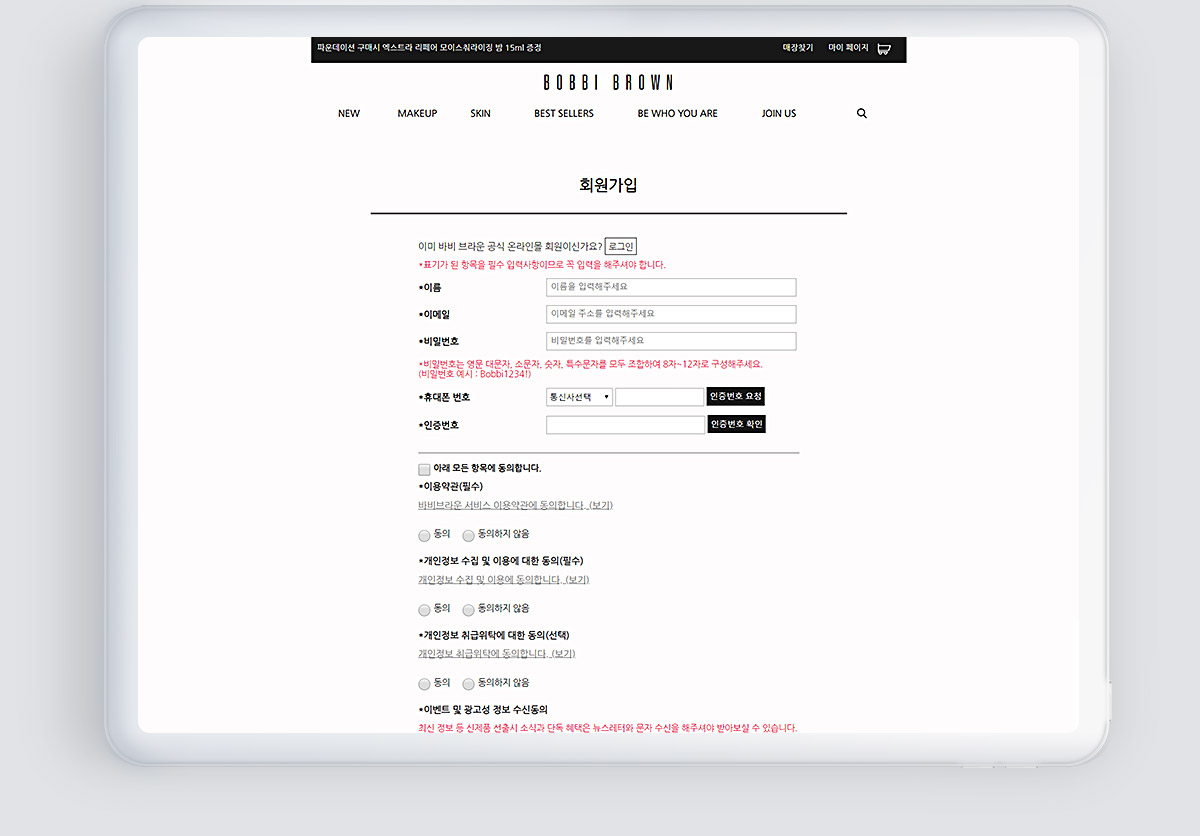 파운데이션 구매시 엑스트라 리페어 모이스춰라이징 밤 15ml 증정
매장찾기 마이 페이지
BOBBI BROWN
NEW MAKEUP SKIN BEST SELLERS BE WHO YOU ARE JOIN US
회원가입
이미 바비 브라운 공식 온라인몰 회원이신가요? 로그인
*표기가 된 항목을 필수 입력사항이므로 꼭 입력을 해주셔야 합니다.
*이름 이름을 입력해주세요
*이메일 이메일 주소를 입력해주세요
*비밀번호 비밀번호를 입력해주세요
*비밀번호는 영문 대문자, 소문자, 숫자, 특수문자를 모두 조합하여 8자~12자로 구성해주세요.
(비밀번호 예시 : Bobbi1234!)
*휴대폰 번호 통신사선택 인증번호 요청
*인증번호 인증번호 확인
아래 모든 항목에 동의합니다.
*이용약관(필수)
바비브라운 서비스 이용약관에 동의합니다. (보기)
동의 동의하지 않음
*개인정보 수집 및 이용에 대한 동의(필수)
개인정보 수집 및 이용에 동의합니다. (보기)
동의 동의하지 않음
*개인정보 취급위탁에 대한 동의(선택)
개인정보 취급위탁에 동의합니다. (보기)
동의 동의하지 않음
*이벤트 및 광고성 정보 수신동의
최신 정보 등 신제품 선출시 소식과 단독 혜택은 뉴스레터와 문자 수신을 해주셔야 받아보실 수 있습니다.